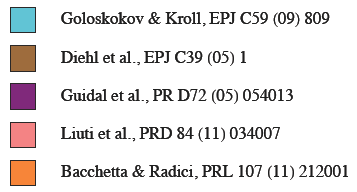 Goloskokov & Kroll, EPJ C59 (09) 809
Diehl et al., EPJ C39 (05) 1
Guidal et al., PR D72 (05) 054013
Liuti et al., PRD 84 (11) 034007
Bacchetta & Radici, PRL 107 (11) 212001